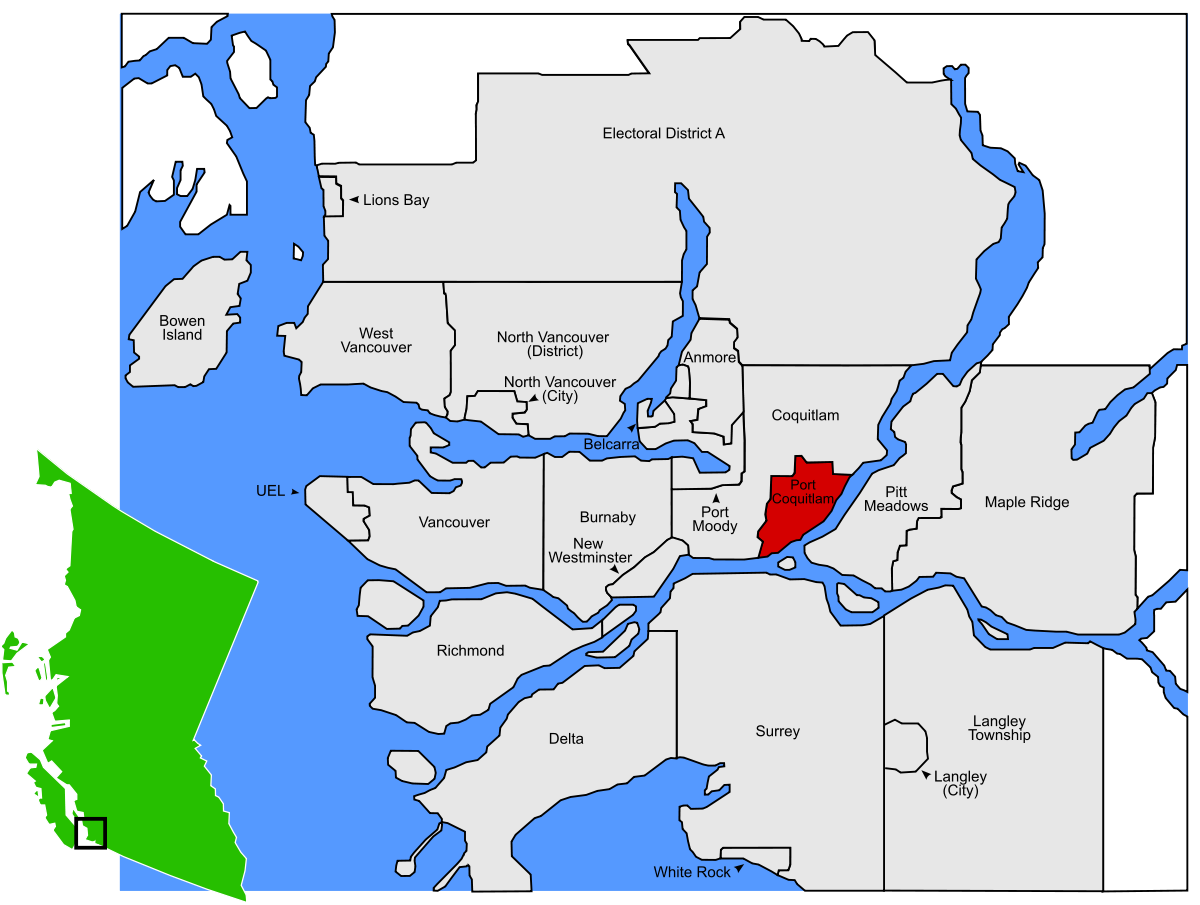 Electoral District A
Lions Bay
Bowen
Island
West
Vancouver
North Vancouver
(District)
Anmore
North Vancouver
(City)
Belcarra
Coquitlam
UEL
Vancouver
Burnaby
New
Westminster
Port
Moody
Port
Coquitlam
Pitt
Meadows
Maple Ridge
Richmond
Delta
Surrey
Langley
Township
Langley
(City)
White Rock